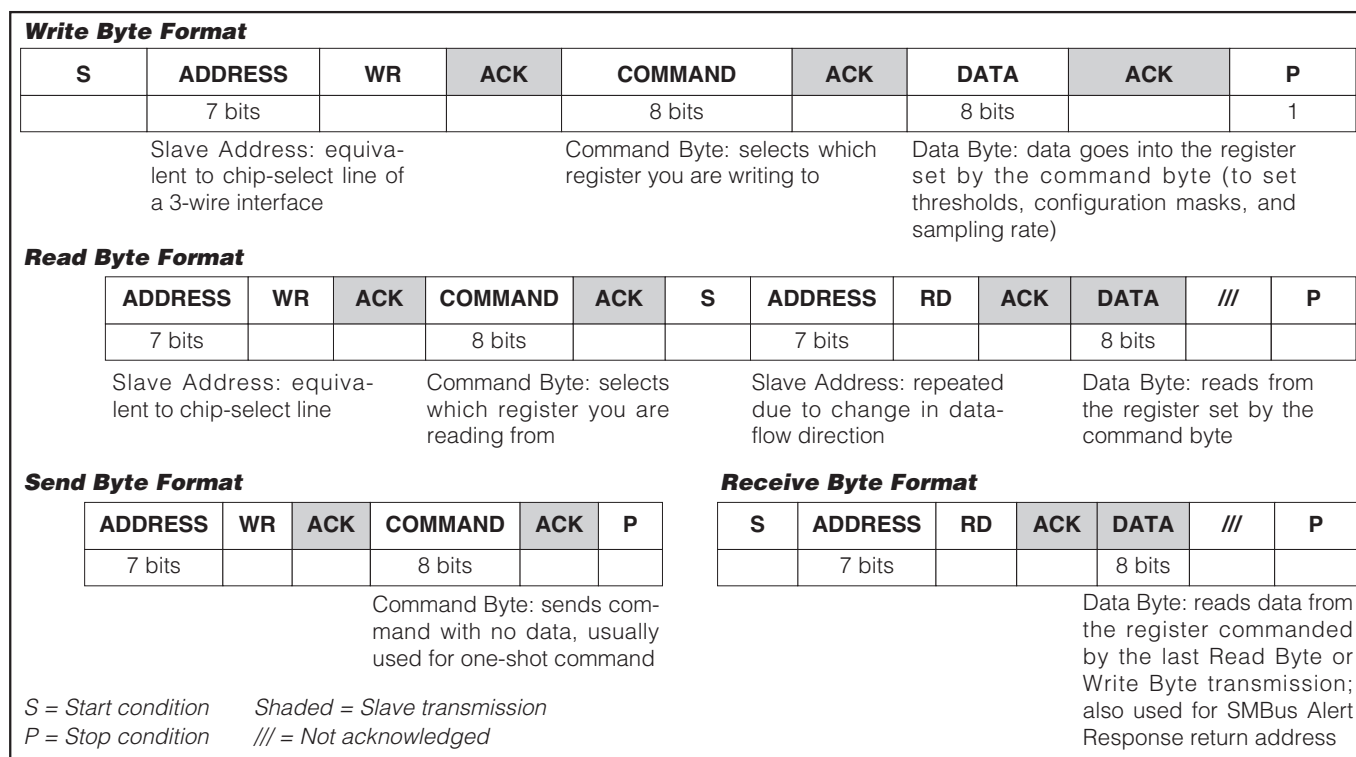 Write Byte Format
S ADDRESS WR ACK COMMAND ACK DATA ACK P
7 bits 8 bits 8 bits 1
Slave Address: equiva-
lent to chip-select line of
a 3-wire interface
Command Byte: selects which
register you are writing to
Data Byte: data goes into the register
set by the command byte (to set
thresholds, configuration masks, and
sampling rate)
Read Byte Format
ADDRESS WR ACK COMMAND ACK S ADDRESS RD ACK DATA /// P
7 bits 8 bits 7 bits 8 bits
Slave Address: equiva-
lent to chip-select line
Command Byte: selects
which register you are
reading from
Slave Address: repeated
due to change in data-
flow direction
Data Byte: reads from
the register set by the
command byte
Send Byte Format
ADDRESS WR ACK COMMAND ACK P
7 bits 8 bits
Command Byte: sends com-
mand with no data, usually
used for one-shot command
Receive Byte Format
S ADDRESS RD ACK DATA /// P
7 bits 8 bits
Data Byte: reads data from
the register commanded
by the last Read Byte or
Write Byte transmission;
also used for SMBus Alert
Response return address
S = Start condition Shaded = Slave transmission
P = Stop condition /// = Not acknowledged